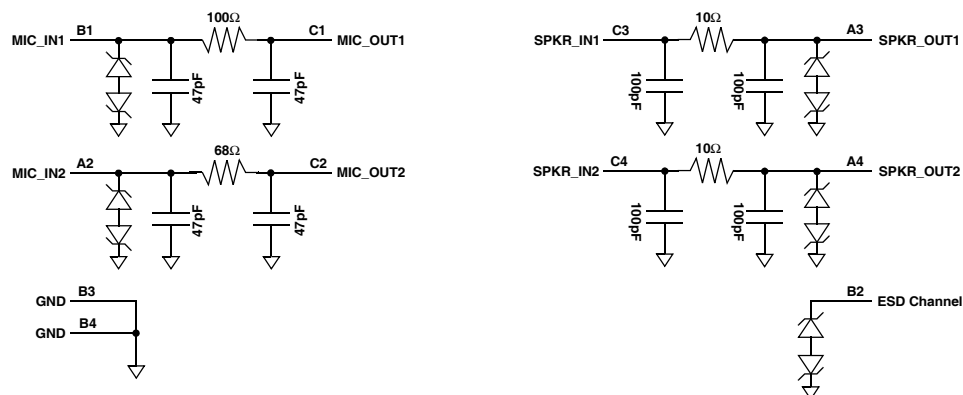 100Ω
MIC_IN1 B1 C1 MIC_OUT1
47pF 47pF
68Ω
MIC_IN2 A2 C2 MIC_OUT2
47pF 47pF
GND B3
GND B4
10Ω
SPKR_IN1 C3 A3 SPKR_OUT1
100pF 100pF
10Ω
SPKR_IN2 C4 A4 SPKR_OUT2
100pF 100pF
B2 ESD Channel